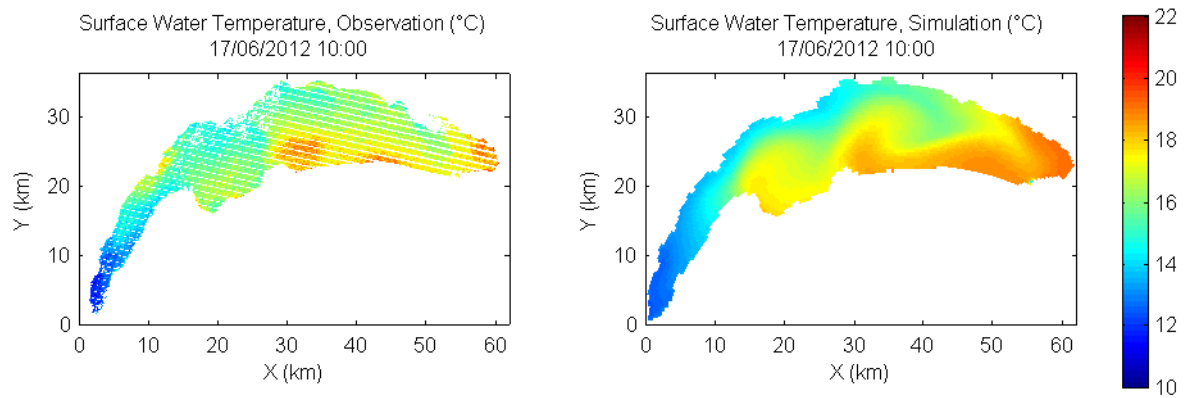 Surface Water Temperature, Observation (°C)
17/06/2012 10:00
30
20
10
0
Y (km)
0 10 20 30 40 50 60
X (km)
Surface Water Temperature, Simulation (°C)
17/06/2012 10:00
30
20
10
0
Y (km)
0 10 20 30 40 50 60
X (km)
22
20
18
16
14
12
10